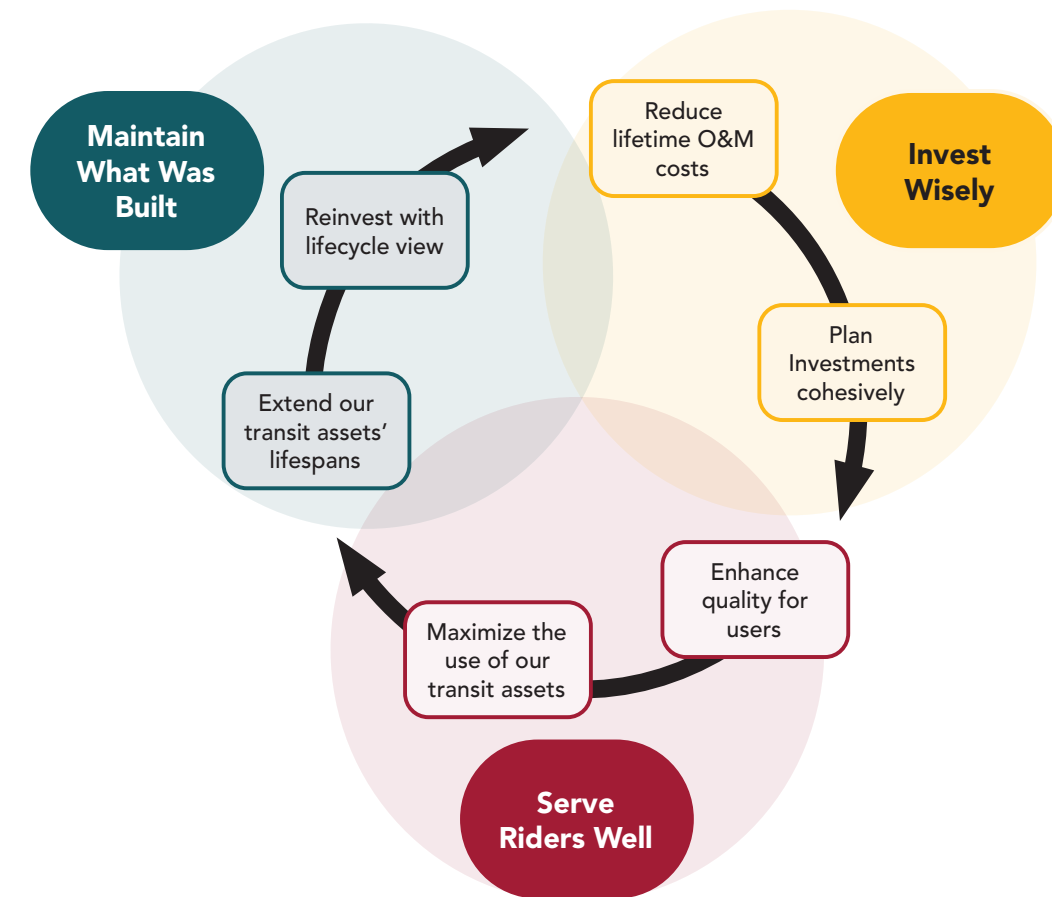 Maintain
What Was
Built
Reinvest with
lifecycle view
Extend our
transit assets’
lifespans
Reduce
lifetime O&M
costs
Invest
Wisely
Plan
Investments
cohesively
Enhance
quality for
users
Maximize the
use of our
transit assets
Serve
Riders Well